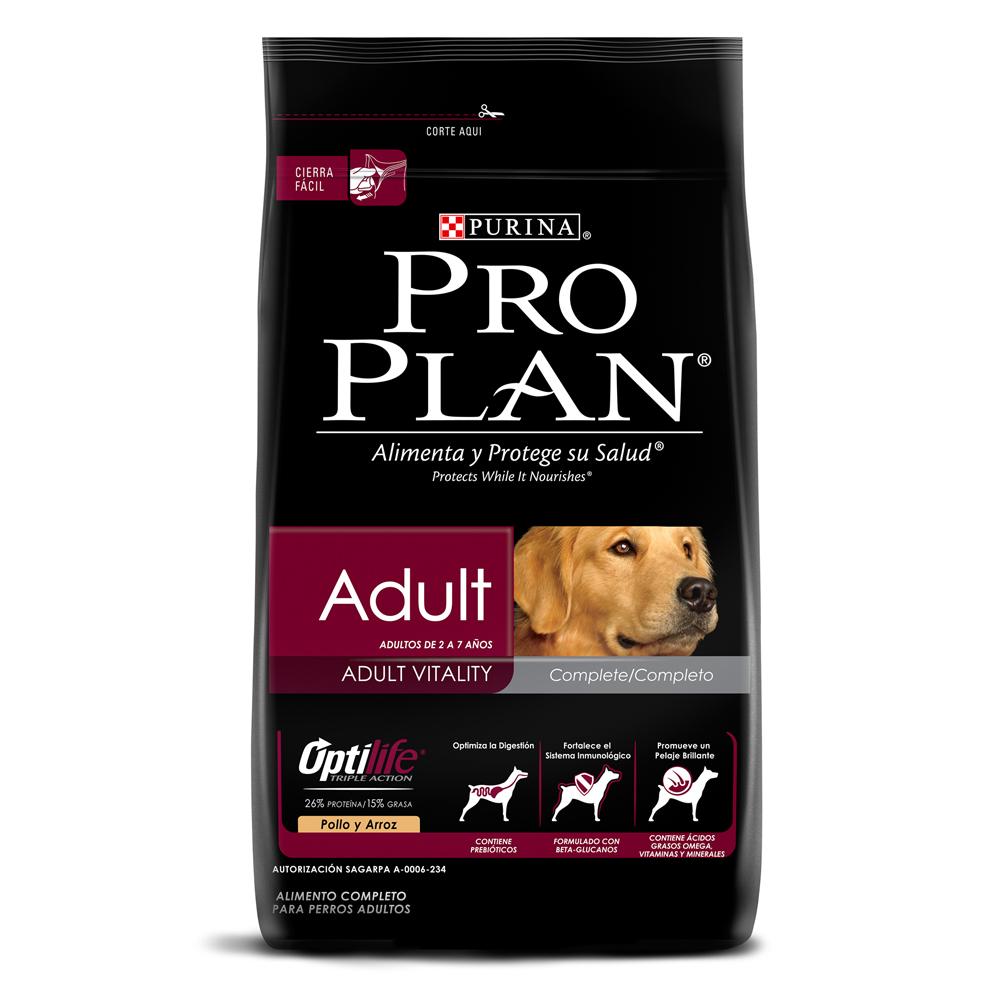 CORTE AQUI
CIERRA
FÁCIL
PURINA®
PRO
PLAN®
Alimenta y Protege su Salud®
Protects While It Nourishes®
Adult
ADULTOS DE 2 A 7 AÑOS
ADULT VITALITY
Complete/Completo
Optilife®
TRIPLE ACTION
26% PROTEÍNA/15% GRASA
Pollo y Arroz
Optimiza la Digestión
CONTIENE
PREBIÓTICOS
Fortalece el
Sistema Inmunológico
FORMULADO CON
BETA-GLUCANOS
Promueve un
Pelaje Brillante
CONTIENE ÁCIDOS
GRASOS OMEGA,
VITAMINAS Y MINERALES
AUTORIZACIÓN SAGARPA A-0006-234
ALIMENTO COMPLETO
PARA PERROS ADULTOS